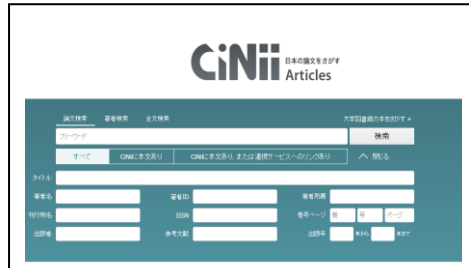 CiNii 日本の論文をさがす
Articles
論文検索 著者検索 全文検索 大学図書館の本をさがす
フリーワード 検索
すべて CiNiiに本文あり CiNiiに本文あり、または連携サービスへのリンクあり 閉じる
タイトル
著者名 著者ID 著者所属
刊行物名 ISSN 巻号ページ 巻 号 ページ
出版者 参考文献 出版年 年から 年まで